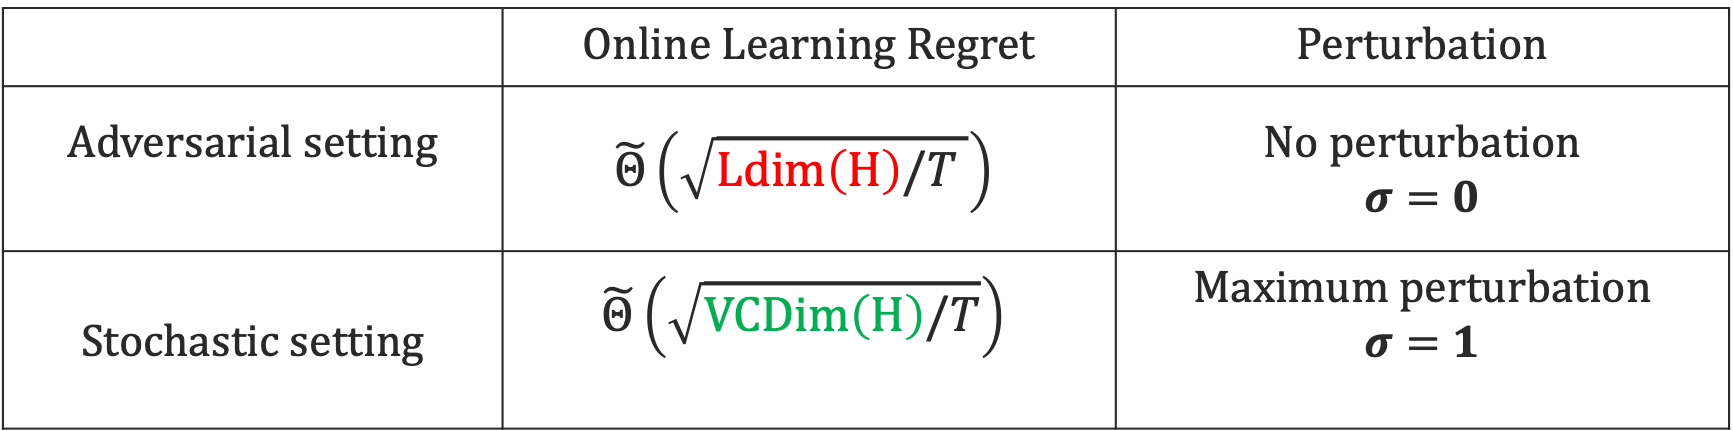 Online Learning Regret
Perturbation
Adversarial setting
Θ̃(√Ldim(H)/T)
No perturbation
σ = 0
Stochastic setting
Θ̃(√VCDim(H)/T)
Maximum perturbation
σ = 1